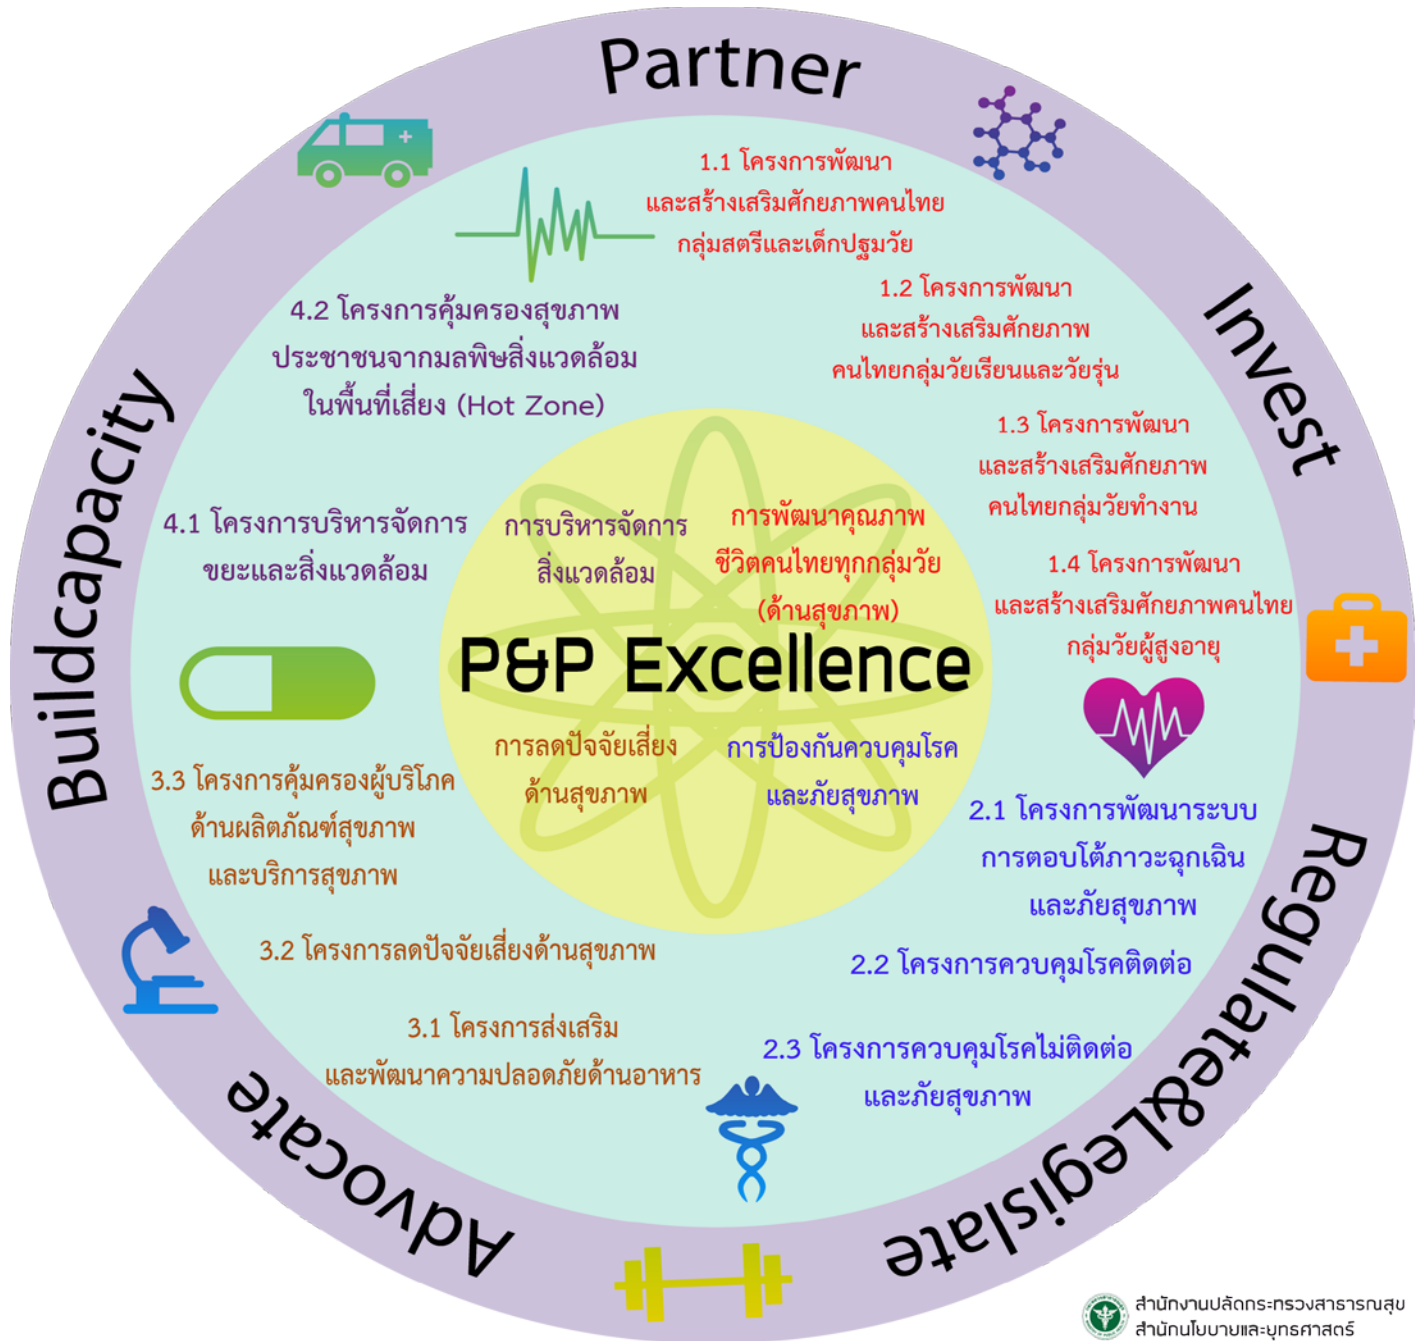 Partner
Invest
Regulate&Legislate
Advocate
Buildcapacity
1.1 โครงการพัฒนา
และสร้างเสริมศักยภาพคนไทย
กลุ่มสตรีและเด็กปฐมวัย
1.2 โครงการพัฒนา
และสร้างเสริมศักยภาพ
คนไทยกลุ่มวัยเรียนและวัยรุ่น
1.3 โครงการพัฒนา
และสร้างเสริมศักยภาพ
คนไทยกลุ่มวัยทำงาน
1.4 โครงการพัฒนา
และสร้างเสริมศักยภาพคนไทย
กลุ่มวัยผู้สูงอายุ
2.1 โครงการพัฒนาระบบ
การตอบโต้ภาวะฉุกเฉิน
และภัยสุขภาพ
2.2 โครงการควบคุมโรคติดต่อ
2.3 โครงการควบคุมโรคไม่ติดต่อ
และภัยสุขภาพ
3.1 โครงการส่งเสริม
และพัฒนาความปลอดภัยด้านอาหาร
3.2 โครงการลดปัจจัยเสี่ยงด้านสุขภาพ
3.3 โครงการคุ้มครองผู้บริโภค
ด้านผลิตภัณฑ์สุขภาพ
และบริการสุขภาพ
4.1 โครงการบริหารจัดการ
ขยะและสิ่งแวดล้อม
4.2 โครงการคุ้มครองสุขภาพ
ประชาชนจากมลพิษสิ่งแวดล้อม
ในพื้นที่เสี่ยง (Hot Zone)
การบริหารจัดการ
สิ่งแวดล้อม
การพัฒนาคุณภาพ
ชีวิตคนไทยทุกกลุ่มวัย
(ด้านสุขภาพ)
P&P Excellence
การลดปัจจัยเสี่ยง
ด้านสุขภาพ
การป้องกันควบคุมโรค
และภัยสุขภาพ
สำนักงานปลัดกระทรวงสาธารณสุข
สำนักนโยบายและยุทธศาสตร์